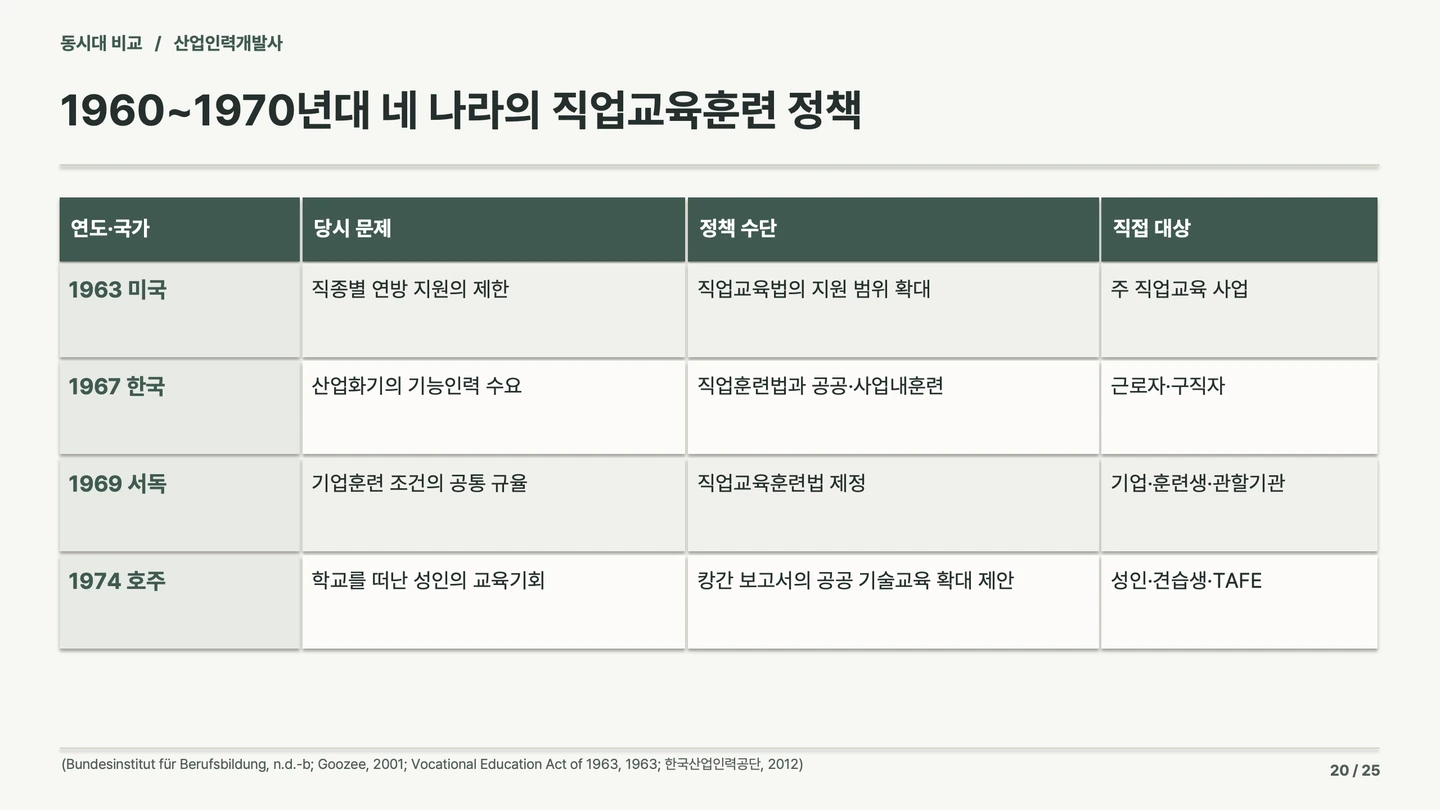 동시대 비교 / 산업인력개발사
1960~1970년대 네 나라의 직업교육훈련 정책
연도·국가 당시 문제 정책 수단 직접 대상
1963 미국 직종별 연방 지원의 제한 직업교육법의 지원 범위 확대 주 직업교육 사업
1967 한국 산업화기의 기능인력 수요 직업훈련법과 공공·사업내훈련 근로자·구직자
1969 서독 기업훈련 조건의 공통 규율 직업교육훈련법 제정 기업·훈련생·관할기관
1974 호주 학교를 떠난 성인의 교육기회 캉간 보고서의 공공 기술교육 확대 제안 성인·견습생·TAFE
(Bundesinstitut für Berufsbildung, n.d.-b; Goozee, 2001; Vocational Education Act of 1963, 1963; 한국산업인력공단, 2012)
20 / 25